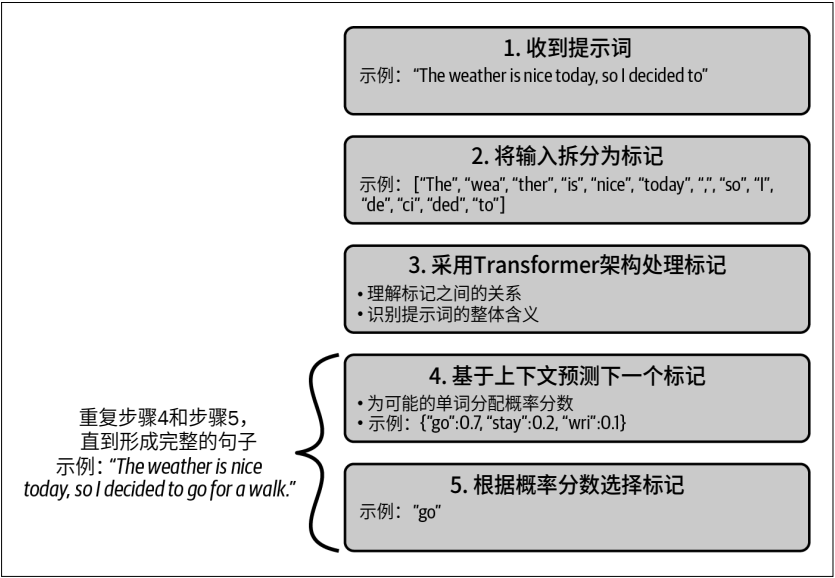 1. 收到提示词
示例：“The weather is nice today, so I decided to”
2. 将输入拆分为标记
示例：[“The”, “wea”, “ther”, “is”, “nice”, “today”, “,”, “so”, “I”,
“de”, “ci”, “ded”, “to”]
3. 采用Transformer架构处理标记
• 理解标记之间的关系
• 识别提示词的整体含义
4. 基于上下文预测下一个标记
• 为可能的单词分配概率分数
• 示例：{“go”:0.7, “stay”:0.2, “wri”:0.1}
5. 根据概率分数选择标记
示例：“go”
重复步骤4和步骤5，
直到形成完整的句子
示例：“The weather is nice
today, so I decided to go for a walk.”